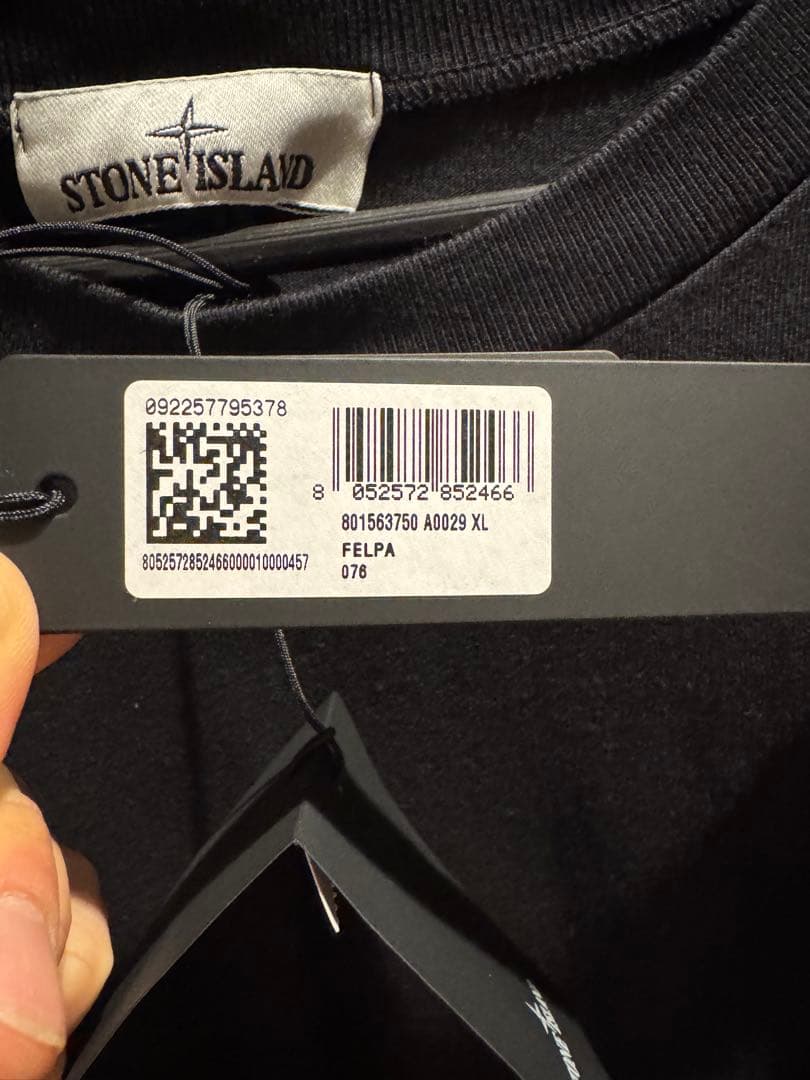 STONE ISLAND
092257795378
8 052572 852466
801563750 A0029 XL
FELPA
076
8052572852466000010000457